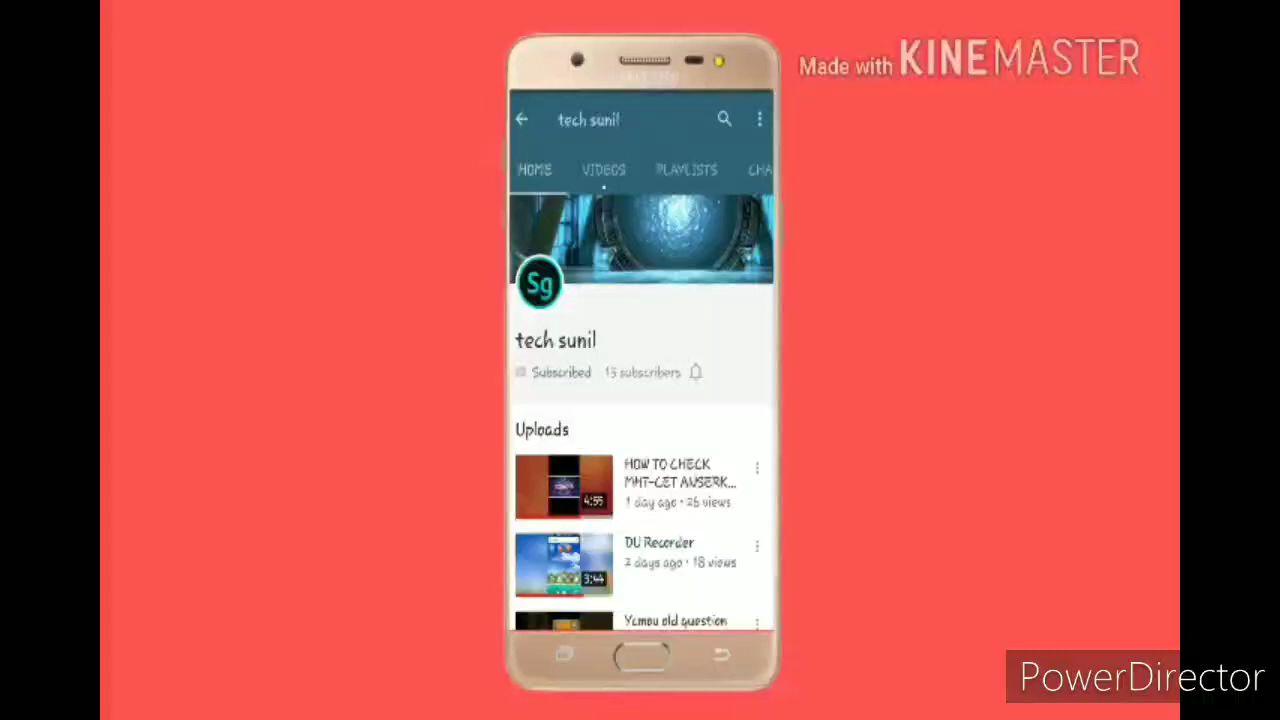 Made with KINEMASTER
tech sunil
HOME VIDEOS PLAYLISTS CHA
Sg
tech sunil
Subscribed 15 subscribers
Uploads
HOW TO CHECK
MHT-CET ANSERK...
4:55
1 day ago • 26 views
DU Recorder
2 days ago • 18 views
3:44
Ycmou old question
PowerDirector